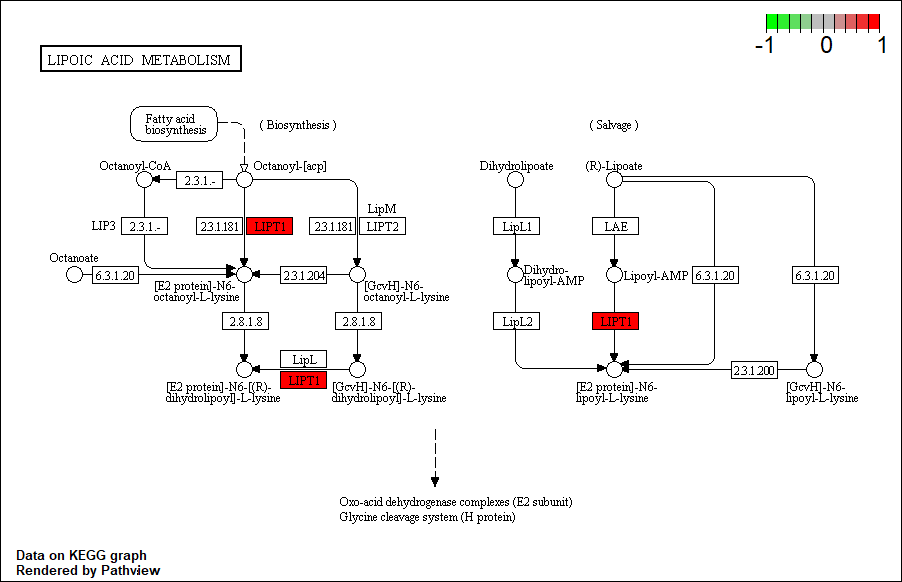 -1 0 1
LIPOIC ACID METABOLISM
Fatty acid
biosynthesis
( Biosynthesis )
( Salvage )
Octanoyl-CoA
Octanoyl-[acp]
Dihydrolipoate
(R)-Lipoate
2.3.1.-
LipM
LIP3
2.3.1.-
2.3.1.181
LIPT1
2.3.1.181
LIPT2
LipL1
LAE
Octanoate
6.3.1.20
2.3.1.204
[E2 protein]-N6-
octanoyl-L-lysine
[GcvH]-N6-
octanoyl-L-lysine
Dihydro-
lipoyl-AMP
Lipoyl-AMP
6.3.1.20
6.3.1.20
2.8.1.8
2.8.1.8
LipL2
LIPT1
LipL
LIPT1
[E2 protein]-N6-[(R)-
dihydrolipoyl]-L-lysine
[GcvH]-N6-[(R)-
dihydrolipoyl]-L-lysine
2.3.1.200
[E2 protein]-N6-
lipoyl-L-lysine
[GcvH]-N6-
lipoyl-L-lysine
Oxo-acid dehydrogenase complexes (E2 subunit)
Glycine cleavage system (H protein)
Data on KEGG graph
Rendered by Pathview